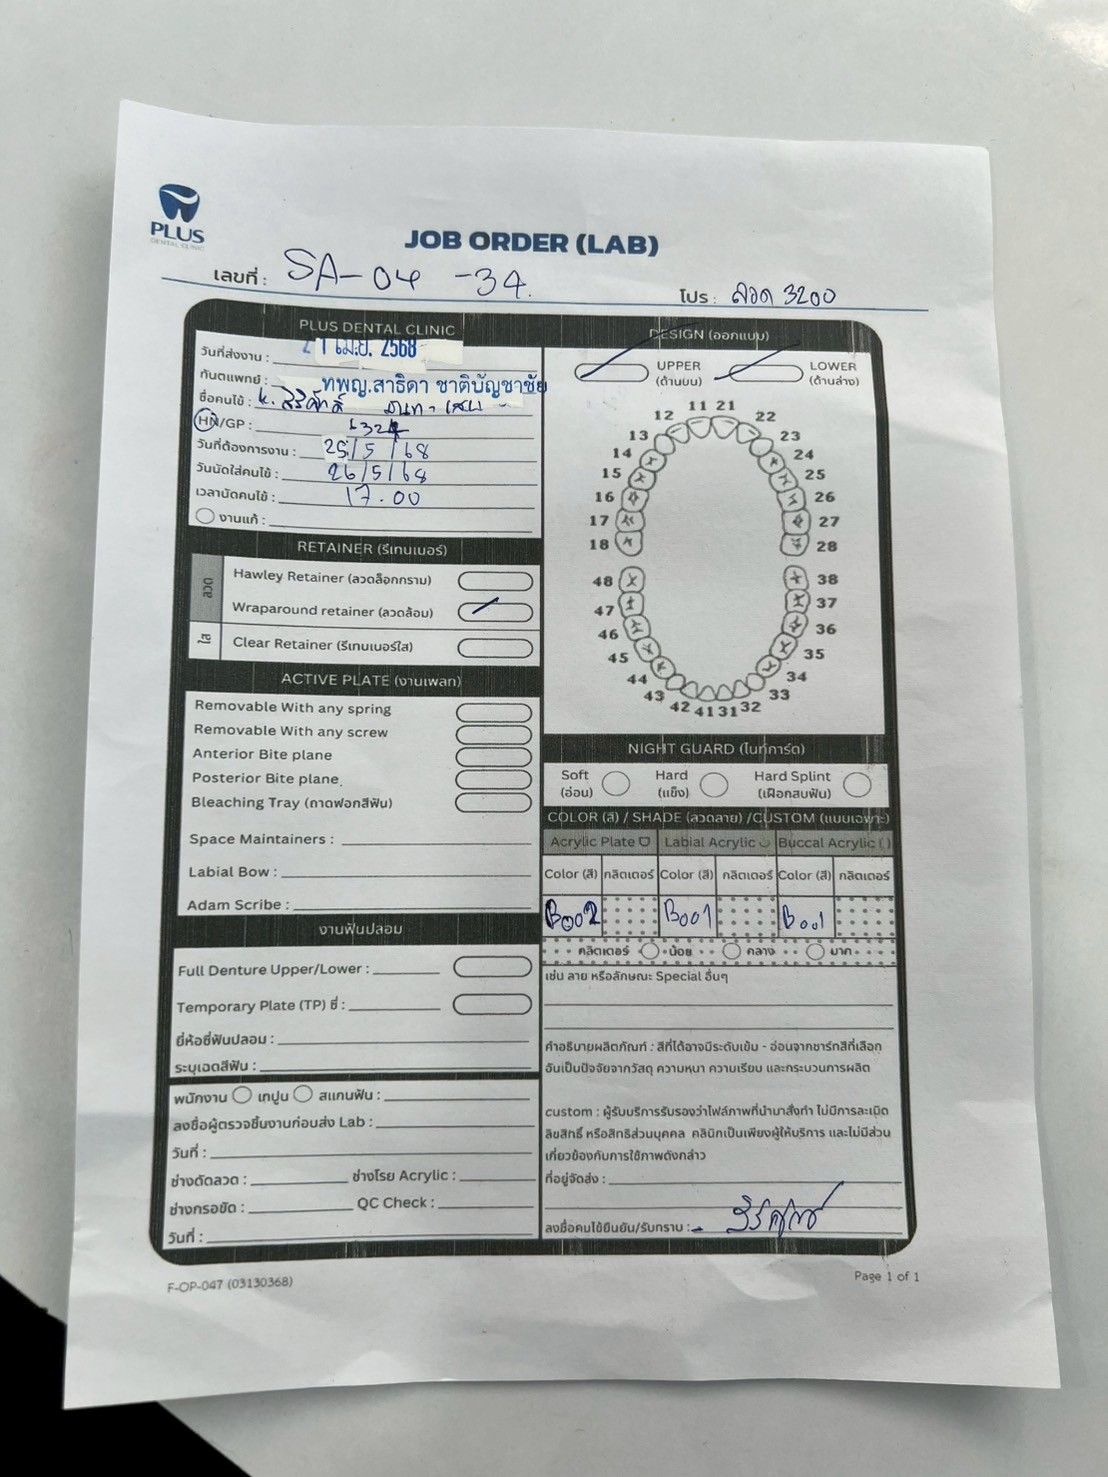 PLUS
DENTAL CLINIC
JOB ORDER (LAB)
เลขที่ : SA-04 -34.
โปร : ลวด 3200
PLUS DENTAL CLINIC
วันที่ส่งงาน : 21 เม.ย. 2568
ทันตแพทย์ : ทพญ.สาธิดา ชาติบัญชาชัย
ชื่อคนไข้ : k. สิริศักดิ์
HN/GP :
วันที่ต้องการงาน : 25/5/68
วันนัดใส่คนไข้ : 26/5/68
เวลานัดคนไข้ : 17.00
งานแก้ :
RETAINER (รีเทนเนอร์)
ลวด
Hawley Retainer (ลวดล็อกกราม)
Wraparound retainer (ลวดล้อม)
ใส
Clear Retainer (รีเทนเนอร์ใส)
ACTIVE PLATE (งานเพลท)
Removable With any spring
Removable With any screw
Anterior Bite plane
Posterior Bite plane
Bleaching Tray (ถาดฟอกสีฟัน)
Space Maintainers :
Labial Bow :
Adam Scribe :
งานฟันปลอม
Full Denture Upper/Lower :
Temporary Plate (TP) ซี่ :
ยี่ห้อซี่ฟันปลอม :
ระบุเฉดสีฟัน :
พนักงาน เทปูน สแกนฟัน :
ลงชื่อผู้ตรวจชิ้นงานก่อนส่ง Lab :
วันที่ :
ช่างดัดลวด : ช่างโรย Acrylic :
ช่างกรอขัด : QC Check :
วันที่ :
DESIGN (ออกแบบ)
UPPER LOWER
(ด้านบน) (ด้านล่าง)
11 21
12 22
13 23
14 24
15 25
16 26
17 27
18 28
48 38
47 37
46 36
45 35
44 34
43 33
42 41 31 32
NIGHT GUARD (ไนท์การ์ด)
Soft Hard Hard Splint
(อ่อน) (แข็ง) (เฝือกสบฟัน)
COLOR (สี) / SHADE (ลวดลาย) /CUSTOM (แบบเฉพาะ)
Acrylic Plate Labial Acrylic Buccal Acrylic ( )
Color (สี) กลิตเตอร์ Color (สี) กลิตเตอร์ Color (สี) กลิตเตอร์
B002 B001 B001
กลิตเตอร์ น้อย กลาง มาก
เช่น ลาย หรือลักษณะ Special อื่นๆ
คำอธิบายผลิตภัณฑ์ : สีที่ได้อาจมีระดับเข้ม - อ่อนจากชาร์ทสีที่เลือก
อันเป็นปัจจัยจากวัสดุ ความหนา ความเรียบ และกระบวนการผลิต
custom : ผู้รับบริการรับรองว่าไฟล์ภาพที่นำมาสั่งทำ ไม่มีการละเมิด
ลิขสิทธิ์ หรือสิทธิส่วนบุคคล คลินิกเป็นเพียงผู้ให้บริการ และไม่มีส่วน
เกี่ยวข้องกับการใช้ภาพดังกล่าว
ที่อยู่จัดส่ง :
ลงชื่อคนไข้ยืนยัน/รับทราบ :
F-OP-047 (03130368)
Page 1 of 1